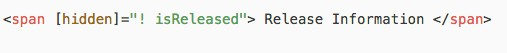 <span [hidden]="! isReleased"> Release Information </span>